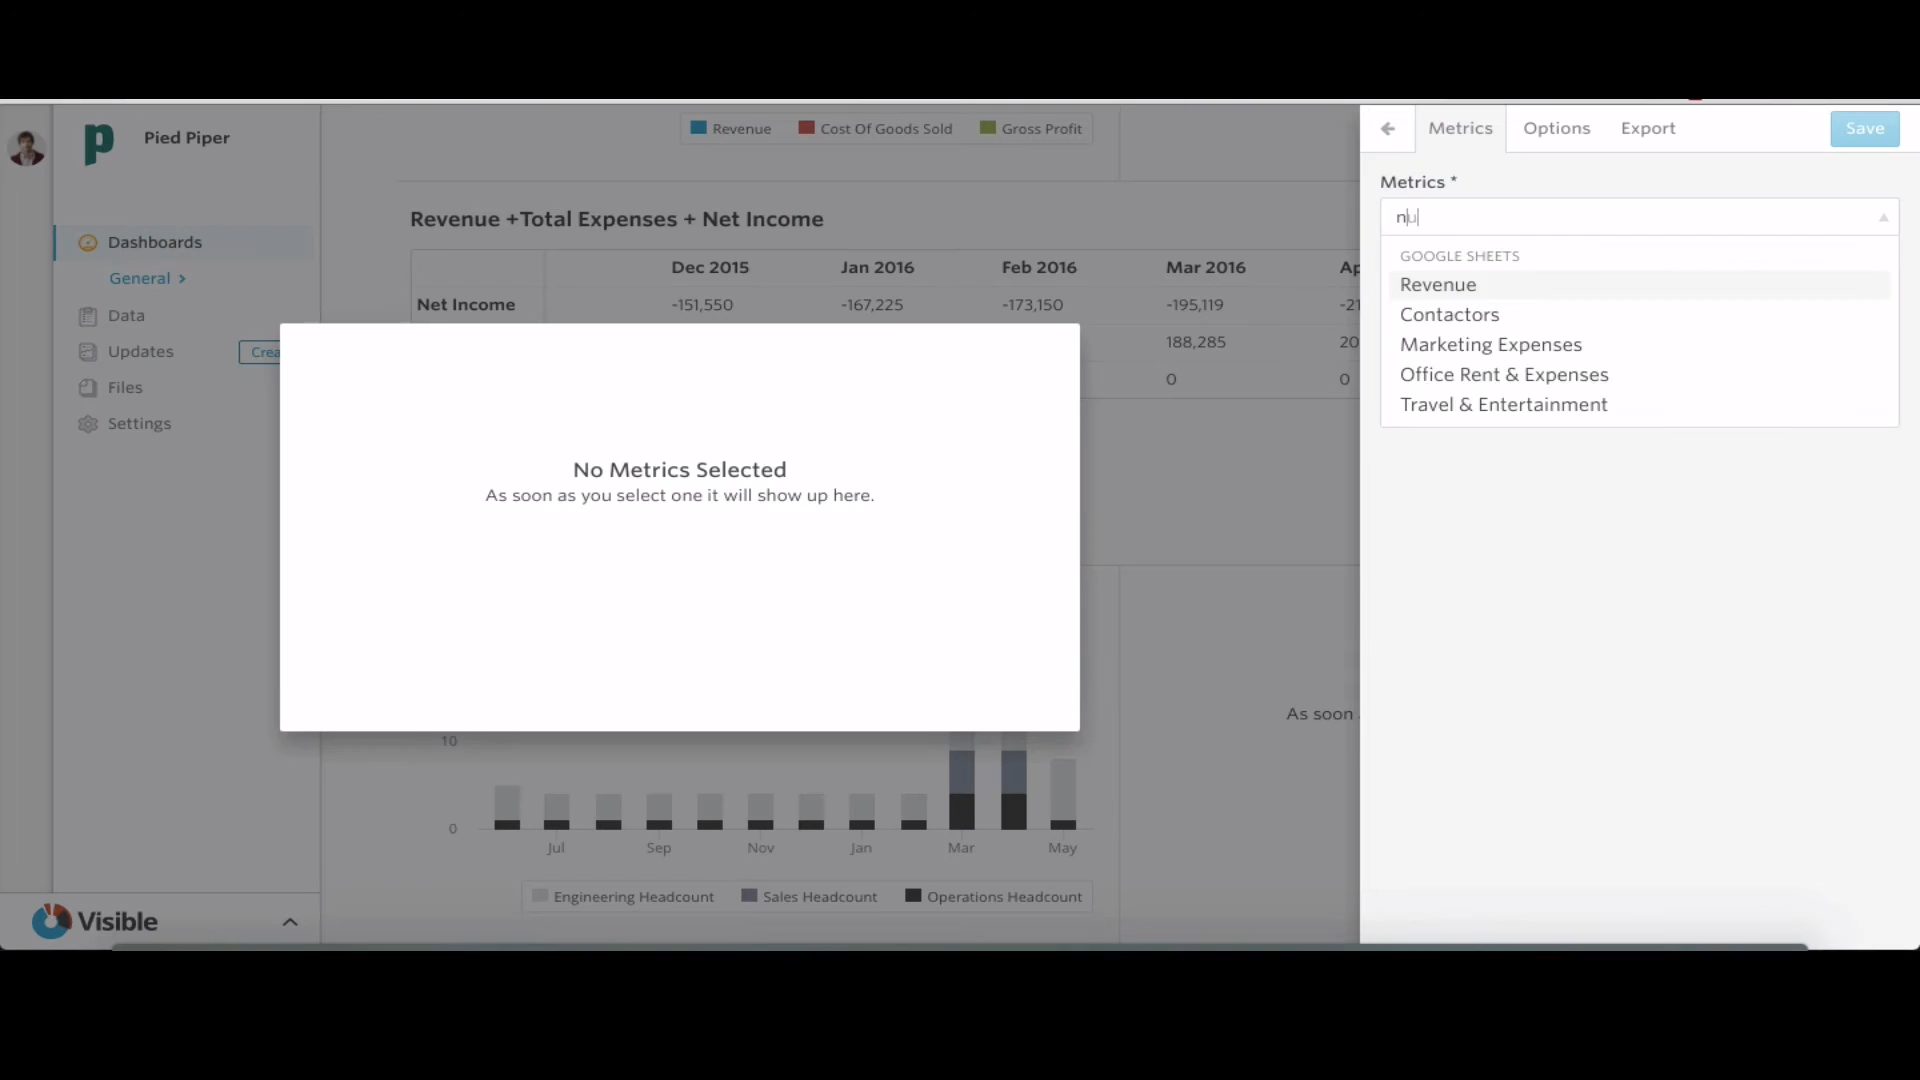 Pied Piper
Dashboards
General
Data
Updates
Crea
Files
Settings
Visible
Revenue
Cost Of Goods Sold
Gross Profit
Revenue +Total Expenses + Net Income
Dec 2015 Jan 2016 Feb 2016 Mar 2016 Ap
Net Income -151,550 -167,225 -173,150 -195,119 -21
188,285 20
0 0
No Metrics Selected
As soon as you select one it will show up here.
As soon
10
0
Jul Sep Nov Jan Mar May
Engineering Headcount
Sales Headcount
Operations Headcount
Metrics
Options
Export
Save
Metrics *
nu
GOOGLE SHEETS
Revenue
Contactors
Marketing Expenses
Office Rent & Expenses
Travel & Entertainment